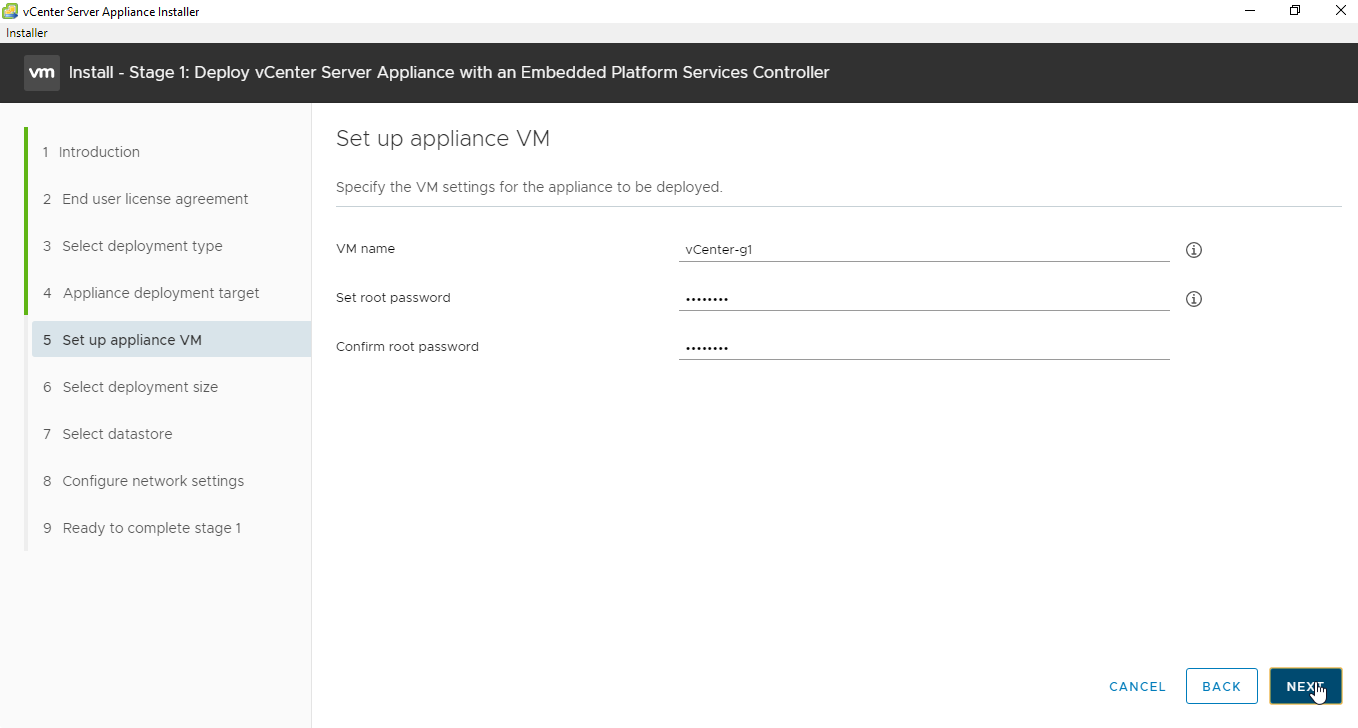 vCenter Server Appliance Installer
Installer
vm Install - Stage 1: Deploy vCenter Server Appliance with an Embedded Platform Services Controller
1 Introduction
2 End user license agreement
3 Select deployment type
4 Appliance deployment target
5 Set up appliance VM
6 Select deployment size
7 Select datastore
8 Configure network settings
9 Ready to complete stage 1
Set up appliance VM
Specify the VM settings for the appliance to be deployed.
VM name vCenter-g1
Set root password ••••••••
Confirm root password ••••••••
CANCEL BACK NEXT